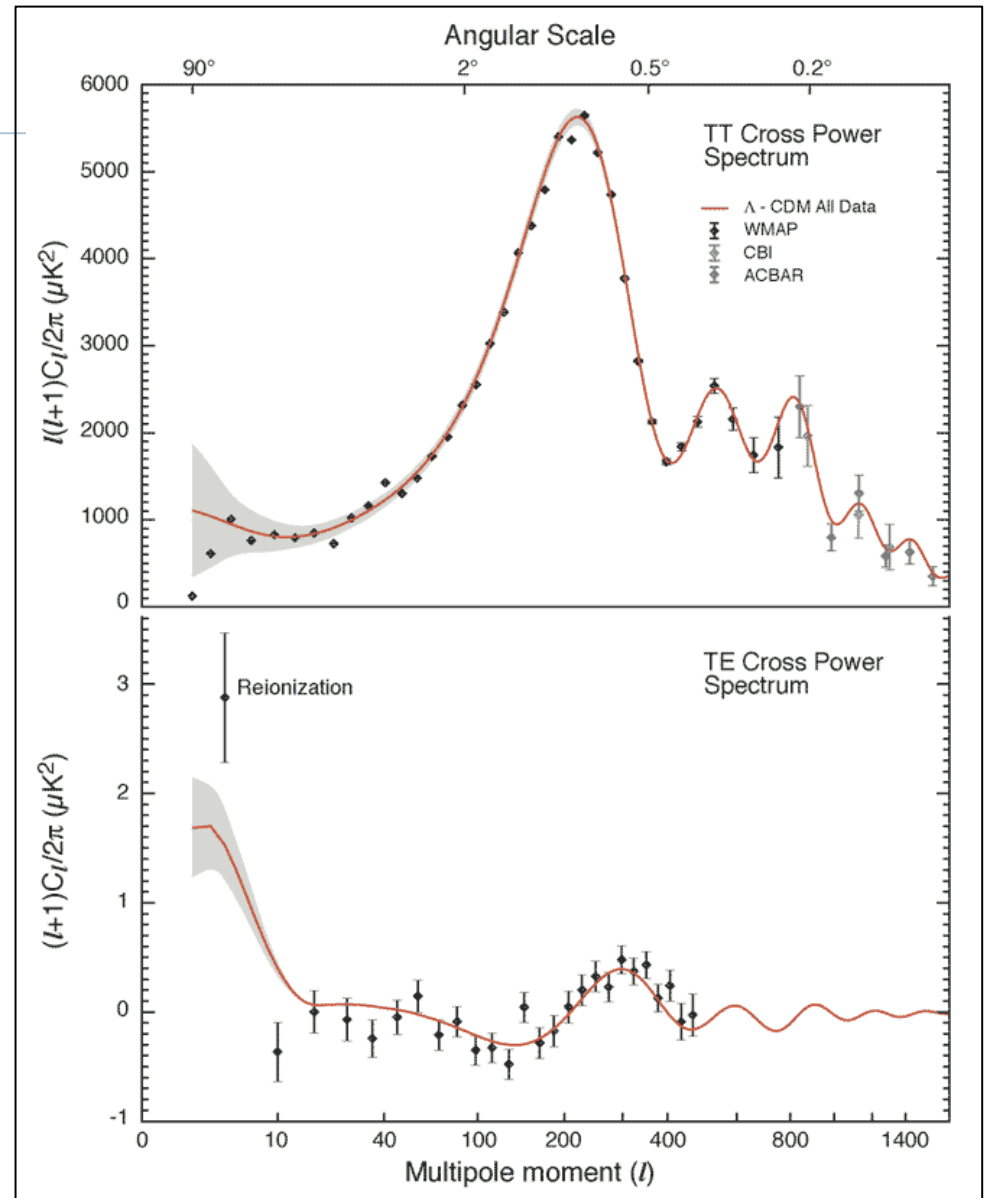 Angular Scale
90° 2° 0.5° 0.2°
6000
5000
4000
3000
2000
1000
0
l(l+1)Cl/2π (μK²)
TT Cross Power
Spectrum
Λ - CDM All Data
WMAP
CBI
ACBAR
3
2
1
0
-1
(l+1)Cl/2π (μK²)
Reionization
TE Cross Power
Spectrum
0 10 40 100 200 400 800 1400
Multipole moment (l)